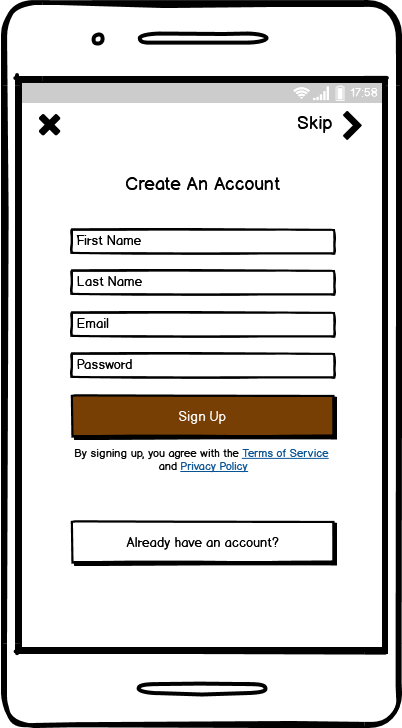 17:58
Skip
Create An Account
First Name
Last Name
Email
Password
Sign Up
By signing up, you agree with the Terms of Service
and Privacy Policy
Already have an account?